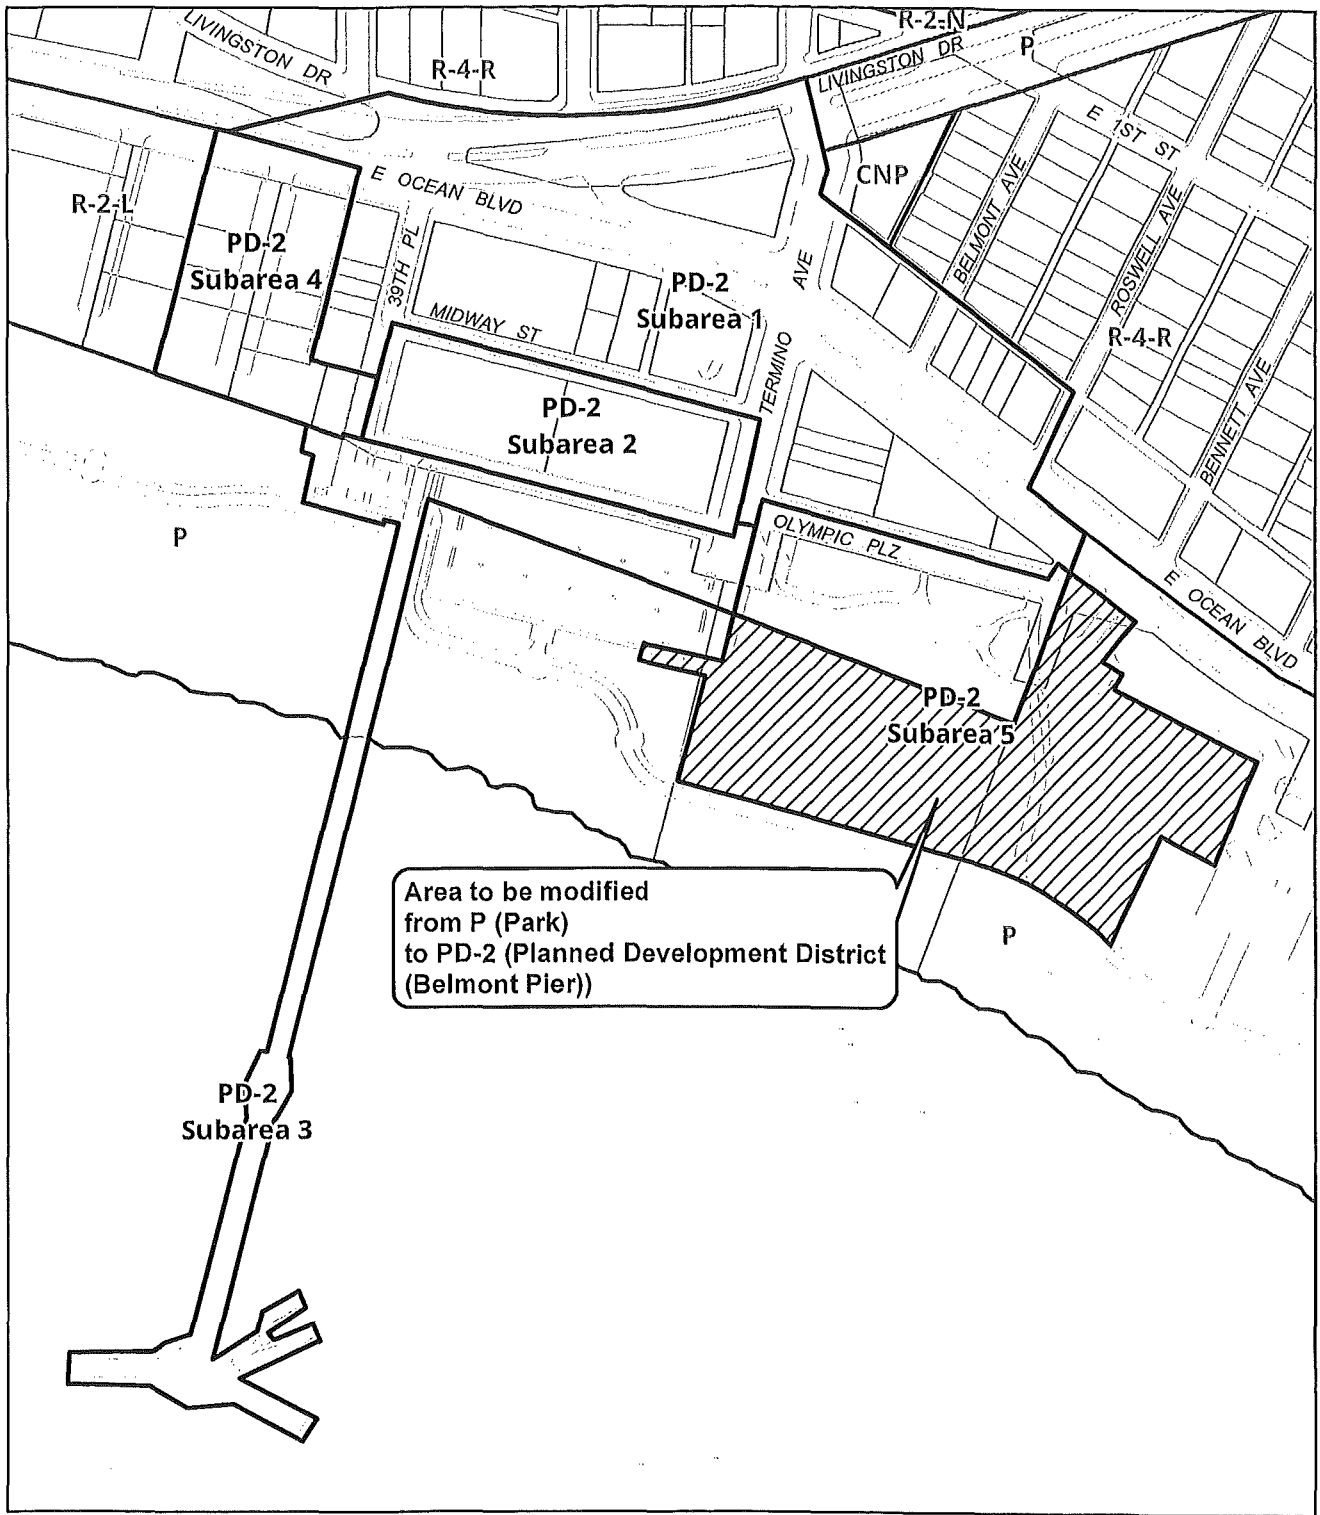 R-2-N
LIVINGSTON DR
LIVINGSTON DR
P
R-4-R
E 1ST ST
CNP
E OCEAN BLVD
R-2-L
BELMONT AVE
ROSWELL AVE
PD-2
Subarea 4
39TH PL
PD-2
Subarea 1
TERMINO AVE
MIDWAY ST
R-4-R
BENNETT AVE
PD-2
Subarea 2
OLYMPIC PLZ
P
E OCEAN BLVD
PD-2
Subarea 5
Area to be modified
from P (Park)
to PD-2 (Planned Development District
(Belmont Pier))
P
PD-2
Subarea 3